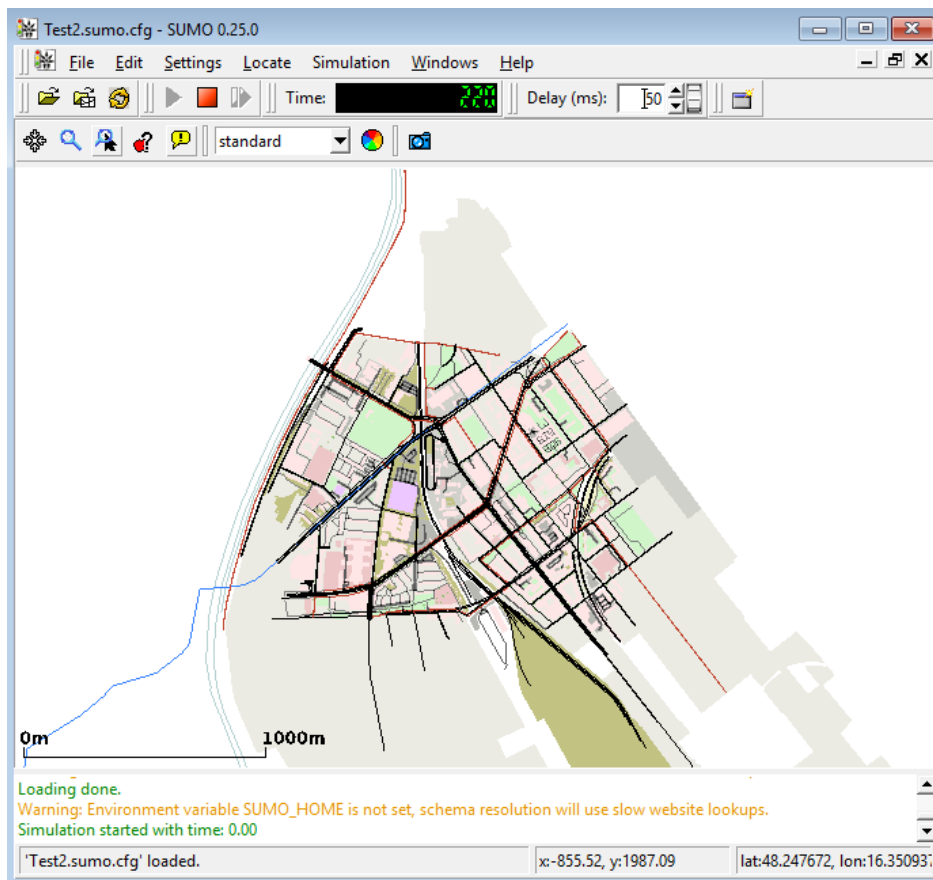 Test2.sumo.cfg - SUMO 0.25.0
File Edit Settings Locate Simulation Windows Help
Time: 220 Delay (ms): 50
standard
0m 1000m
Loading done.
Warning: Environment variable SUMO_HOME is not set, schema resolution will use slow website lookups.
Simulation started with time: 0.00
'Test2.sumo.cfg' loaded. x:-855.52, y:1987.09 lat:48.247672, lon:16.350937